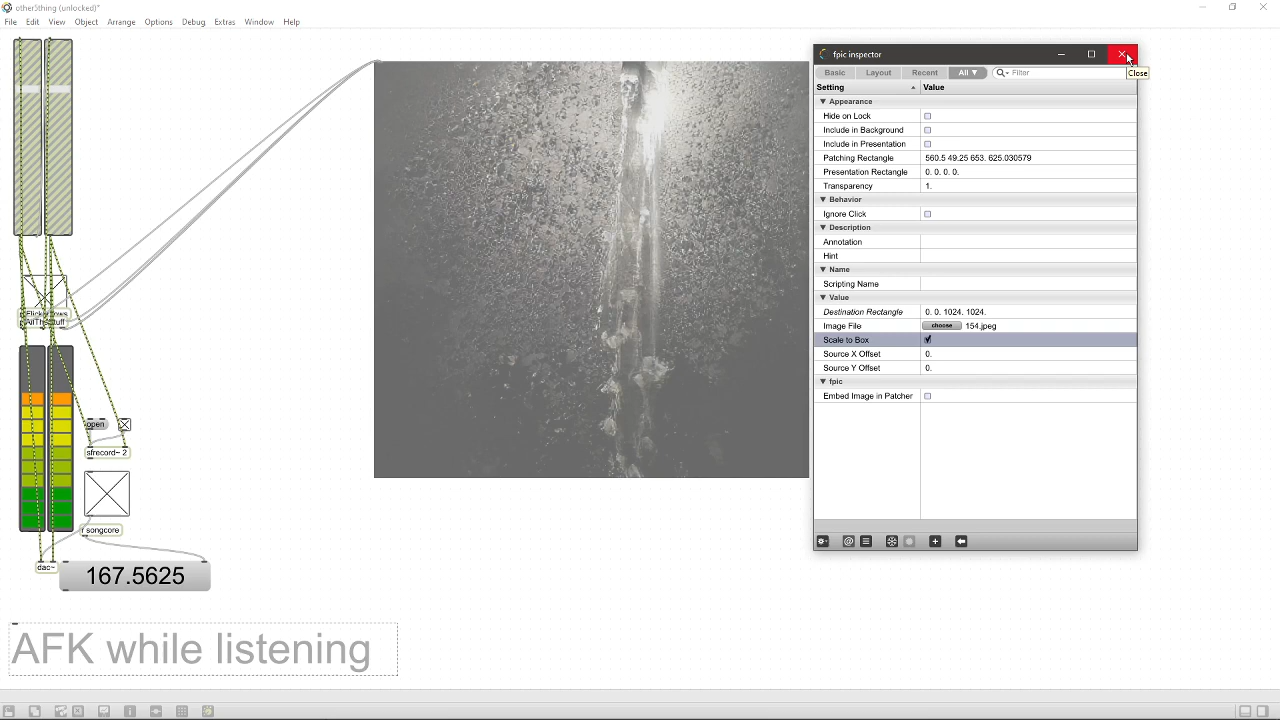 other5thing (unlocked)*
File Edit View Object Arrange Options Debug Extras Window Help
fpic inspector
Close
Basic Layout Recent All ▼ Filter
Setting Value
Appearance
Hide on Lock
Include in Background
Include in Presentation
Patching Rectangle 560.5 49.25 653. 625.030579
Presentation Rectangle 0. 0. 0. 0.
Transparency 1.
Behavior
Ignore Click
Description
Annotation
Hint
Name
Scripting Name
Value
Destination Rectangle 0. 0. 1024. 1024.
Image File choose 154.jpeg
Scale to Box
Source X Offset 0.
Source Y Offset 0.
fpic
Embed Image in Patcher
open
sfrecord~ 2
r songcore
dac~
167.5625
AFK while listening